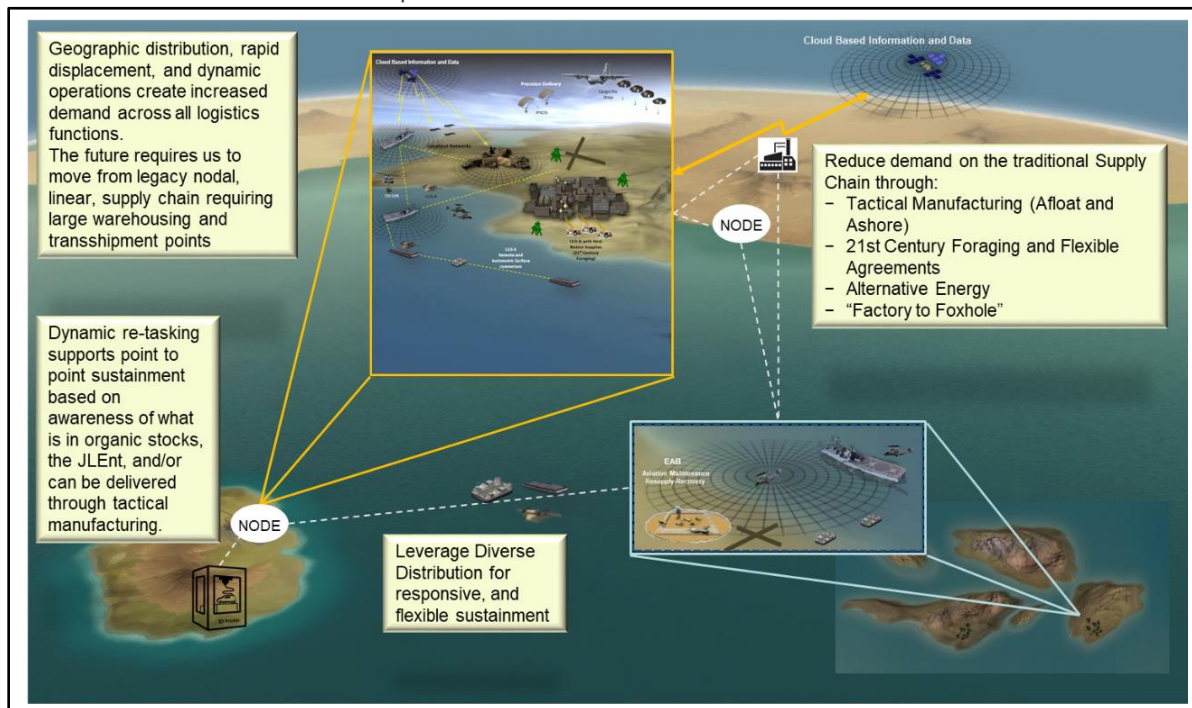 Geographic distribution, rapid
displacement, and dynamic
operations create increased
demand across all logistics
functions.
The future requires us to
move from legacy nodal,
linear, supply chain requiring
large warehousing and
transshipment points
Cloud Based Information and Data
Precision Delivery
JPADS
Localized Networks
Cloud Based Information and Data
NODE
Reduce demand on the traditional Supply
Chain through:
− Tactical Manufacturing (Afloat and
Ashore)
− 21st Century Foraging and Flexible
Agreements
− Alternative Energy
− “Factory to Foxhole”
Dynamic re-tasking
supports point to
point sustainment
based on
awareness of what
is in organic stocks,
the JLEnt, and/or
can be delivered
through tactical
manufacturing.
NODE
3D Printer
Leverage Diverse
Distribution for
responsive, and
flexible sustainment
EAB
Aviation Maintenance
Resupply Recovery